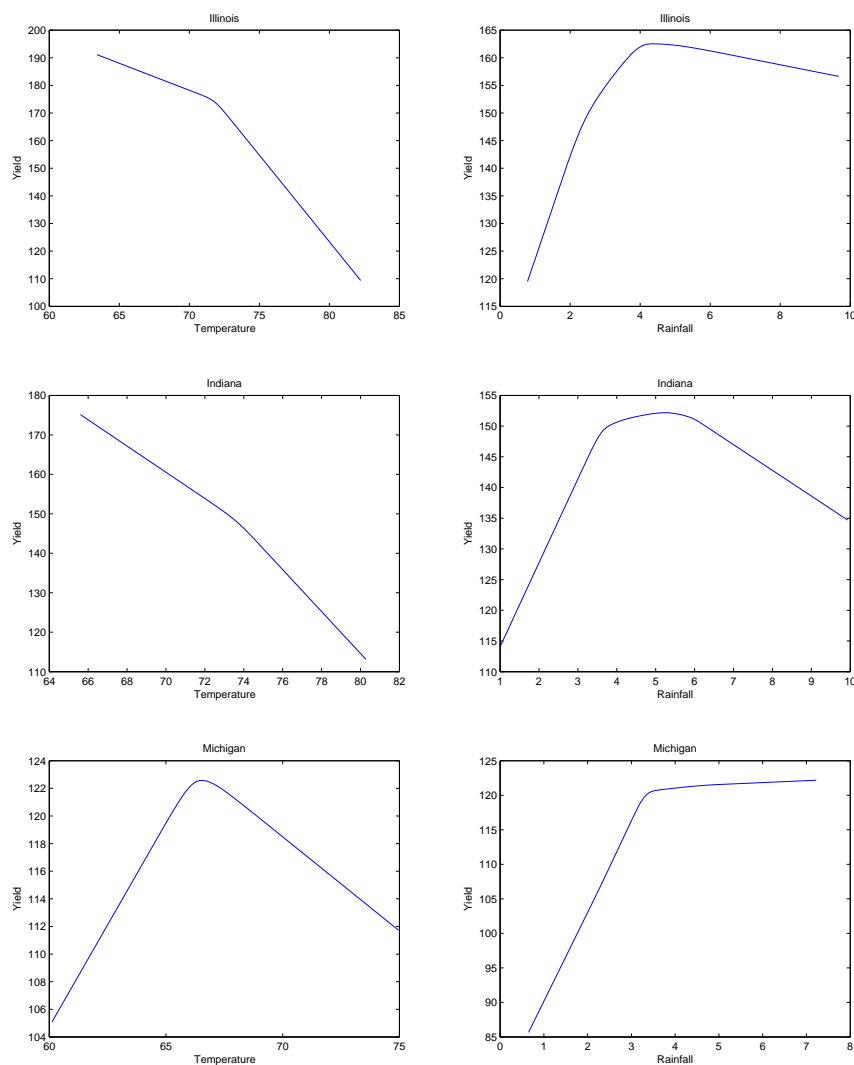 Illinois
200
190
180
170
160
150
140
130
120
110
100
Yield
60 65 70 75 80 85
Temperature
Illinois
165
160
155
150
145
140
135
130
125
120
115
Yield
0 2 4 6 8 10
Rainfall
Indiana
180
170
160
150
140
130
120
110
Yield
64 66 68 70 72 74 76 78 80 82
Temperature
Indiana
155
150
145
140
135
130
125
120
115
110
Yield
1 2 3 4 5 6 7 8 9 10
Rainfall
Michigan
124
122
120
118
116
114
112
110
108
106
104
Yield
60 65 70 75
Temperature
Michigan
125
120
115
110
105
100
95
90
85
Yield
0 1 2 3 4 5 6 7 8
Rainfall